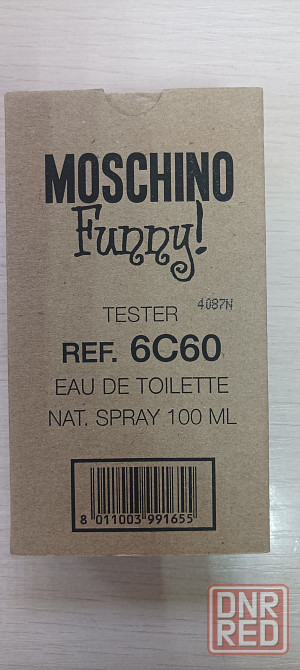 MOSCHINO
Funny!
4087N
TESTER
REF. 6C60
EAU DE TOILETTE
NAT. SPRAY 100 ML
8 011003 991655
DNR
RED